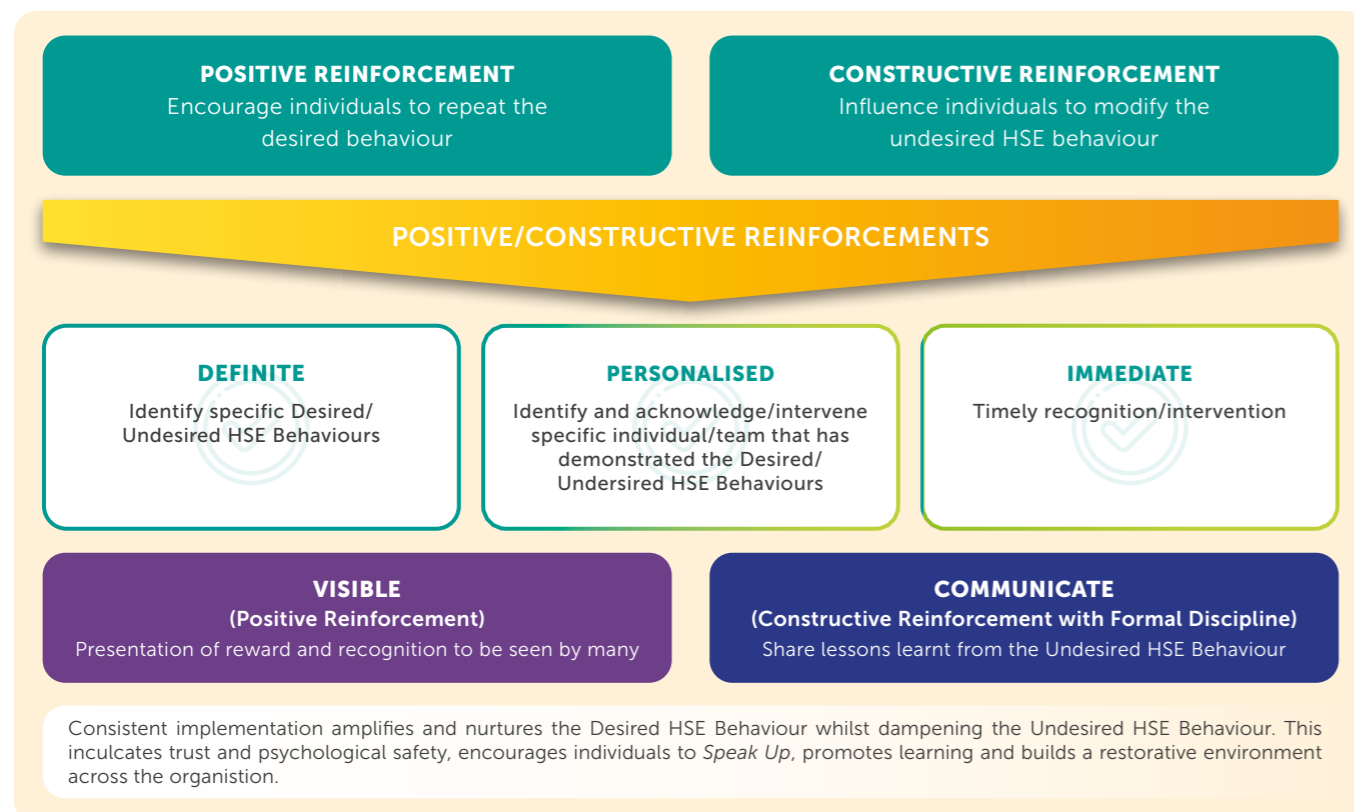 POSITIVE REINFORCEMENT
Encourage individuals to repeat the
desired behaviour
CONSTRUCTIVE REINFORCEMENT
Influence individuals to modify the
undesired HSE behaviour
POSITIVE/CONSTRUCTIVE REINFORCEMENTS
DEFINITE
Identify specific Desired/
Undesired HSE Behaviours
PERSONALISED
Identify and acknowledge/intervene
specific individual/team that has
demonstrated the Desired/
Undersired HSE Behaviours
IMMEDIATE
Timely recognition/intervention
VISIBLE
(Positive Reinforcement)
Presentation of reward and recognition to be seen by many
COMMUNICATE
(Constructive Reinforcement with Formal Discipline)
Share lessons learnt from the Undesired HSE Behaviour
Consistent implementation amplifies and nurtures the Desired HSE Behaviour whilst dampening the Undesired HSE Behaviour. This
inculcates trust and psychological safety, encourages individuals to Speak Up, promotes learning and builds a restorative environment
across the organistion.